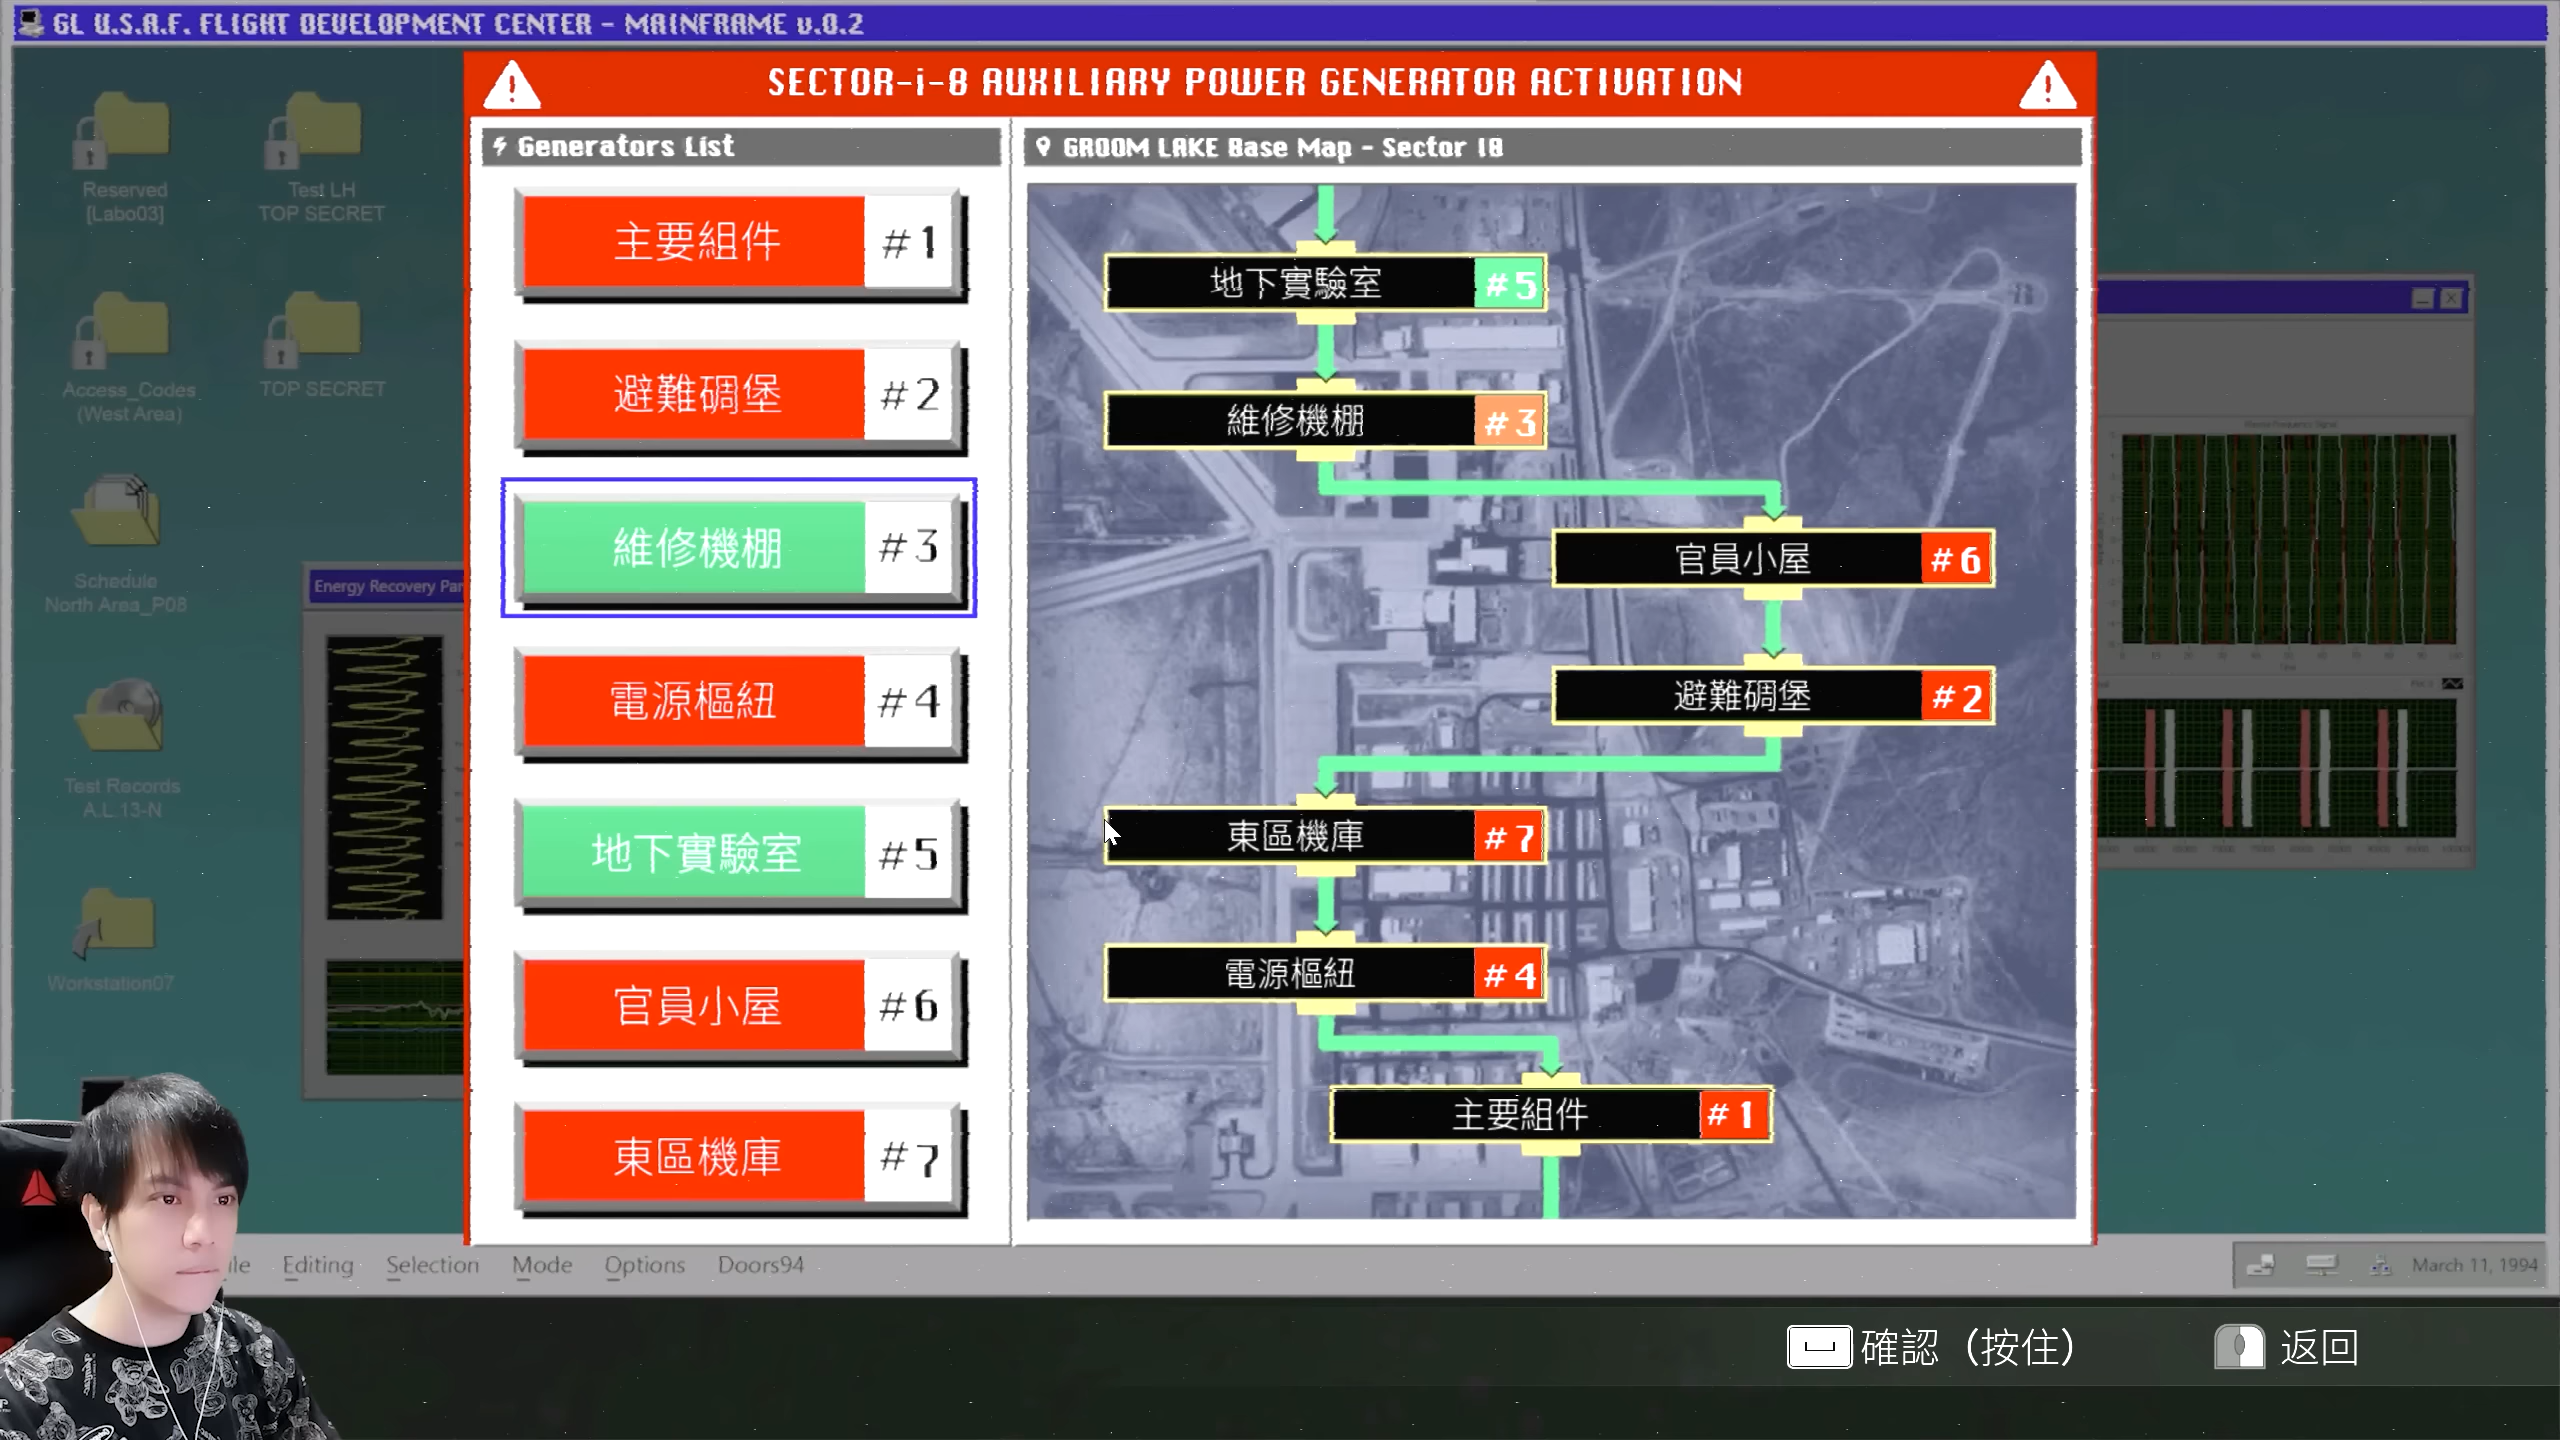 GL U.S.A.F. FLIGHT DEVELOPMENT CENTER - MAINFRAME v.0.2
SECTOR-i-8 AUXILIARY POWER GENERATOR ACTIVATION
Generators List
GROOM LAKE Base Map - Sector I8
Reserved
[Labo03]
Test LH
TOP SECRET
Access_Codes
(West Area)
TOP SECRET
Schedule
North Area_P08
Test Records
A.L.13-N
Workstation07
Energy Recovery Par
主要組件 #1
避難碉堡 #2
維修機棚 #3
電源樞紐 #4
地下實驗室 #5
官員小屋 #6
東區機庫 #7
地下實驗室 #5
維修機棚 #3
官員小屋 #6
避難碉堡 #2
東區機庫 #7
電源樞紐 #4
主要組件 #1
Editing Selection Mode Options Doors94
March 11, 1994
確認（按住） 返回